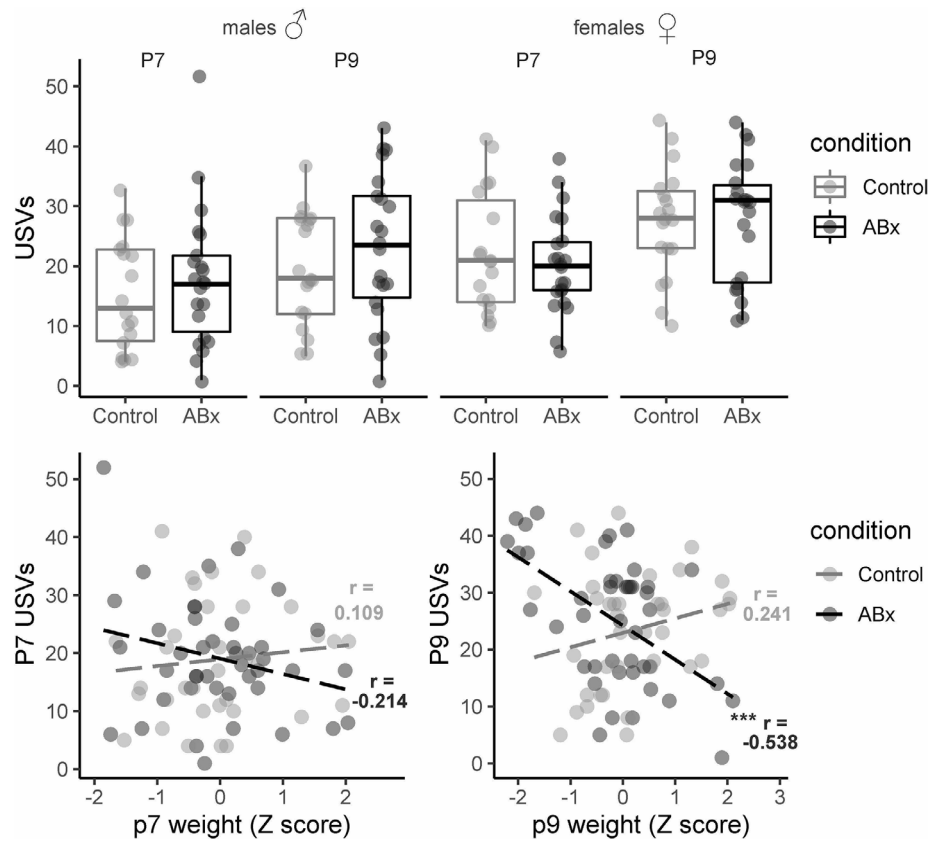 males ♂ females ♀
P7 P9 P7 P9
USVs
50
40
30
20
10
0
Control ABx Control ABx Control ABx Control ABx
condition
Control
ABx
P7 USVs
50
40
30
20
10
0
-2 -1 0 1 2
p7 weight (Z score)
r =
0.109
r =
-0.214
P9 USVs
50
40
30
20
10
0
-2 -1 0 1 2 3
p9 weight (Z score)
r =
0.241
*** r =
-0.538
condition
Control
ABx